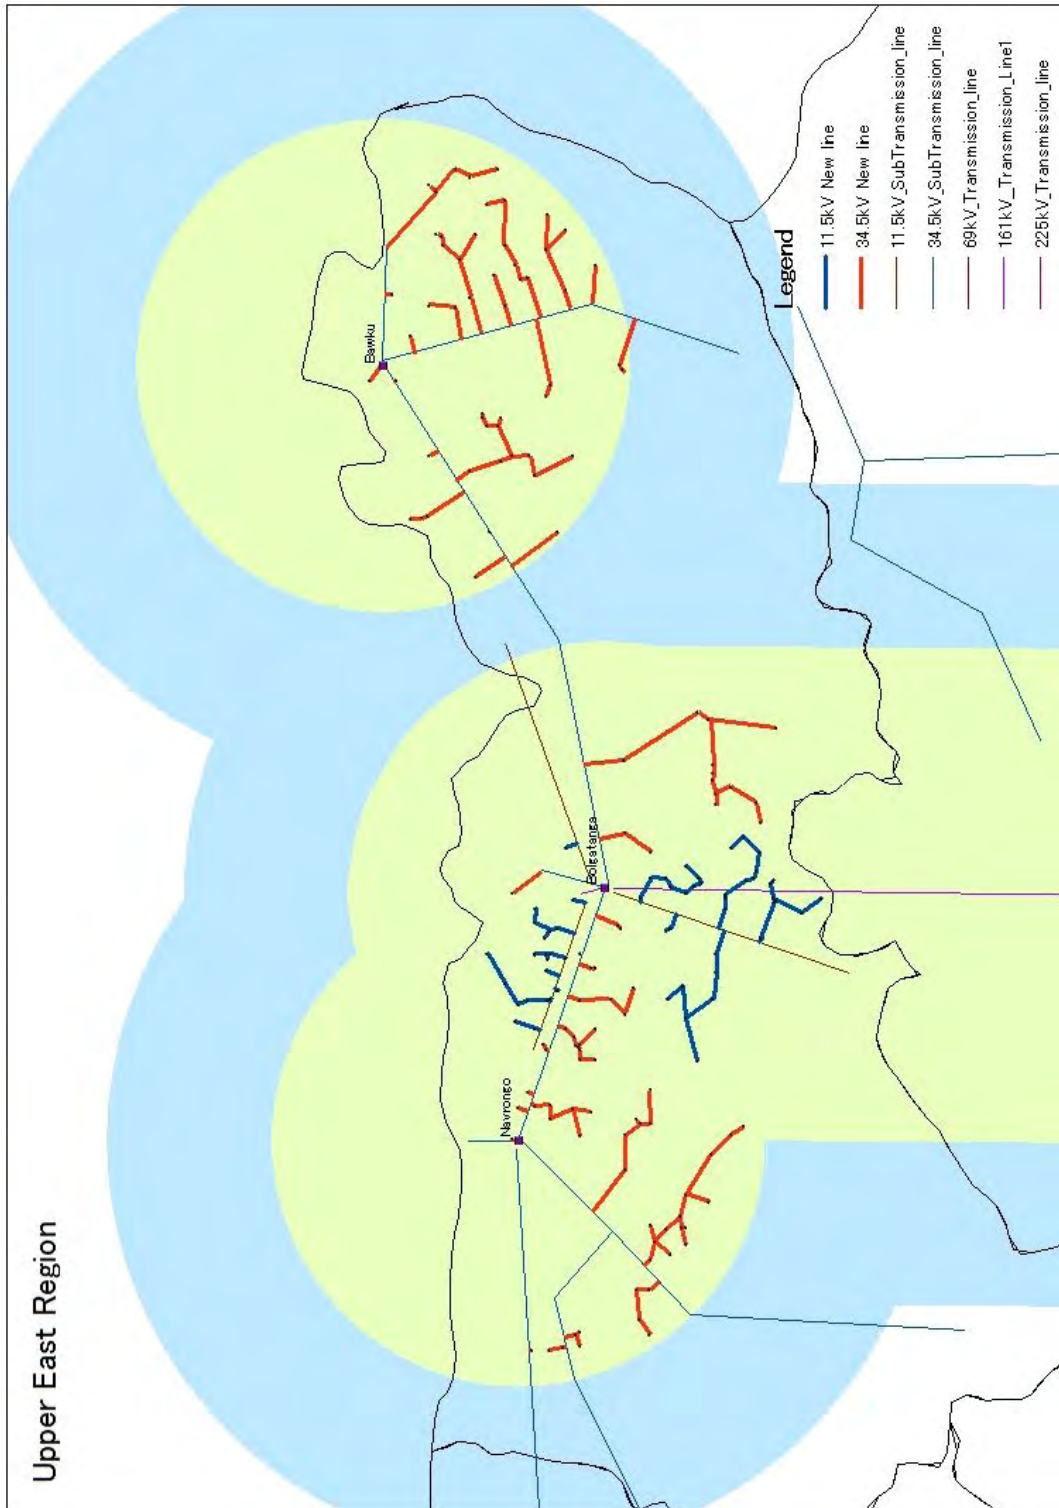 Upper East Region
Bawku
Bolgatanga
Navrongo
Legend
11.5kV New line
34.5kV New line
11.5kV_SubTransmission_line
34.5kV_SubTransmission_line
69kV_Transmission_line
161kV_Transmission_Line1
225kV_Transmission_line